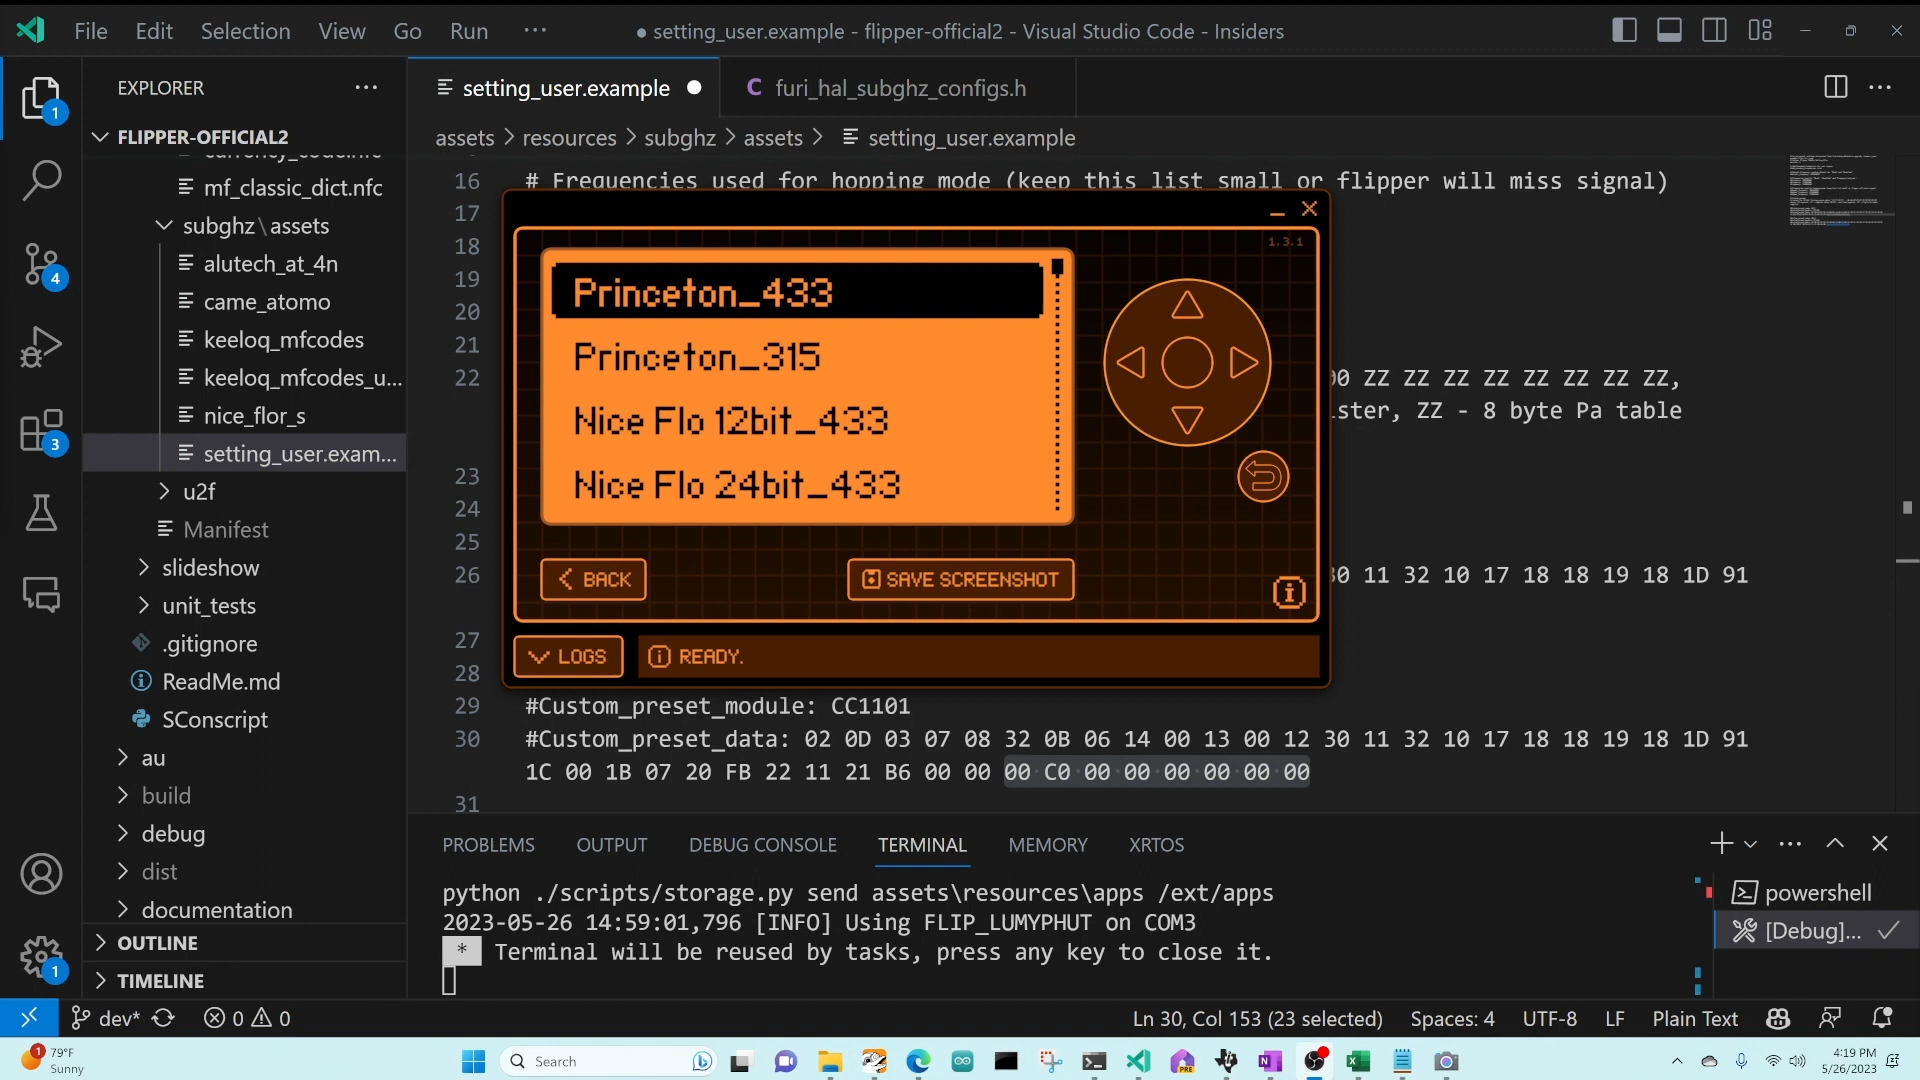 File Edit Selection View Go Run ··· ● setting_user.example - flipper-official2 - Visual Studio Code - Insiders
EXPLORER ···
setting_user.example ●
C furi_hal_subghz_configs.h
FLIPPER-OFFICIAL2
assets > resources > subghz > assets > setting_user.example
mf_classic_dict.nfc
subghz\assets
alutech_at_4n
came_atomo
keeloq_mfcodes
keeloq_mfcodes_u...
nice_flor_s
setting_user.exam...
u2f
Manifest
slideshow
unit_tests
.gitignore
ReadMe.md
SConscript
au
build
debug
dist
documentation
OUTLINE
TIMELINE
1
4
3
1
16 # Frequencies used for hopping mode (keep this list small or flipper will miss signal)
17
18
19
20
21
22 ZZ ZZ ZZ ZZ ZZ ZZ ZZ ZZ,
ster, ZZ - 8 byte Pa table
23
24
25
26 30 11 32 10 17 18 18 19 18 1D 91
27
28
29 #Custom_preset_module: CC1101
30 #Custom_preset_data: 02 0D 03 07 08 32 0B 06 14 00 13 00 12 30 11 32 10 17 18 18 19 18 1D 91
1C 00 1B 07 20 FB 22 11 21 B6 00 00 00 C0 00 00 00 00 00 00
31
1.3.1
Princeton_433
Princeton_315
Nice Flo 12bit_433
Nice Flo 24bit_433
BACK
SAVE SCREENSHOT
LOGS
READY.
PROBLEMS OUTPUT DEBUG CONSOLE TERMINAL MEMORY XRTOS
python ./scripts/storage.py send assets\resources\apps /ext/apps
2023-05-26 14:59:01,796 [INFO] Using FLIP_LUMYPHUT on COM3
* Terminal will be reused by tasks, press any key to close it.
powershell
[Debug]...
dev* 0 0
Ln 30, Col 153 (23 selected) Spaces: 4 UTF-8 LF Plain Text
1
79°F
Sunny
Search
PRE
4:19 PM
5/26/2023